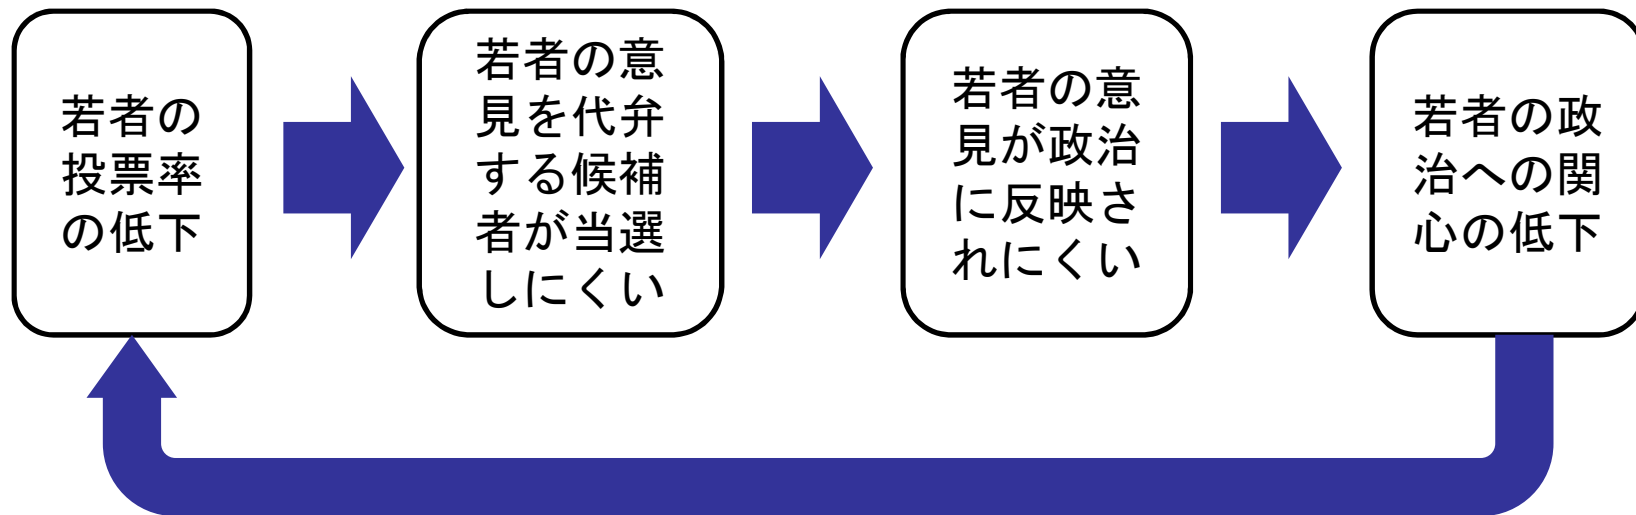 若者の
投票率
の低下
若者の意
見を代弁
する候補
者が当選
しにくい
若者の意
見が政治
に反映さ
れにくい
若者の政
治への関
心の低下